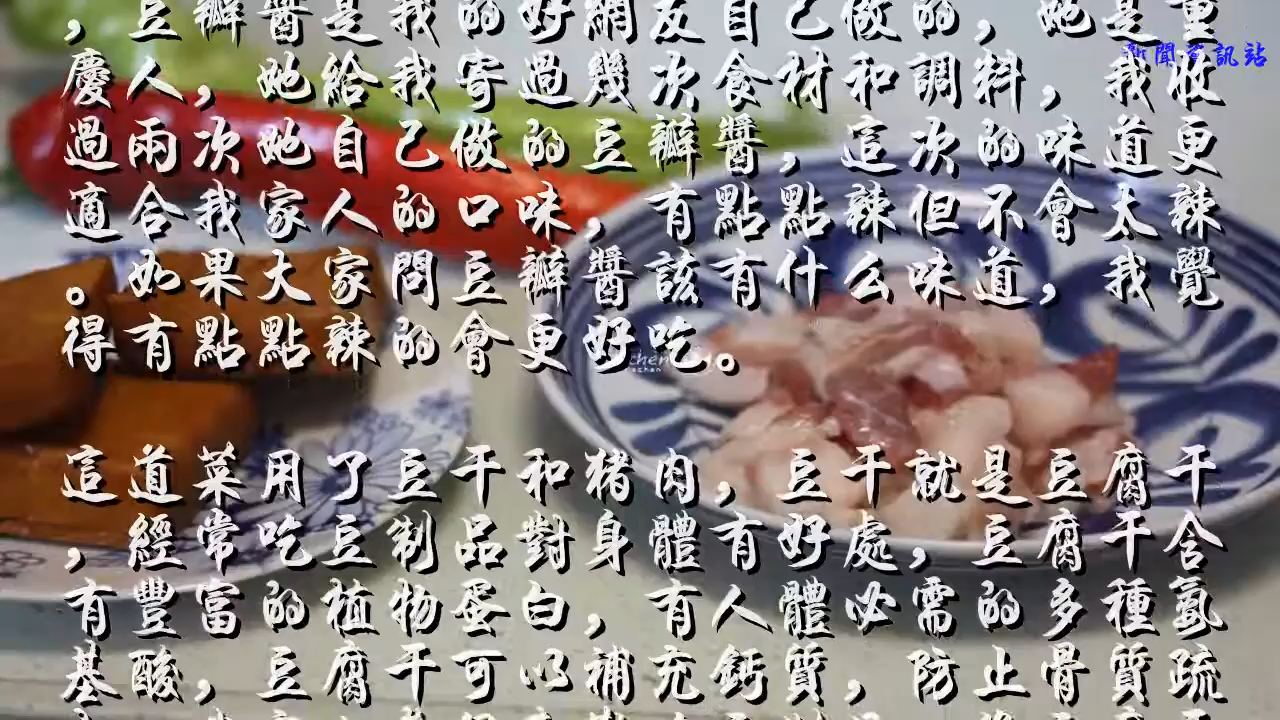 ，豆瓣醬是我的好網友自己做的，她是重
新聞資訊站
慶人，她給我寄過幾次食材和調料，我收
過兩次她自己做的豆瓣醬，這次的味道更
適合我家人的口味，有點點辣但不會太辣
。如果大家問豆瓣醬該有什么味道，我覺
得有點點辣的會更好吃。
這道菜用了豆干和猪肉，豆干就是豆腐干
，經常吃豆制品對身體有好處，豆腐干含
有豐富的植物蛋白，有人體必需的多種氨
基酸，豆腐干可以補充鈣質，防止骨質疏